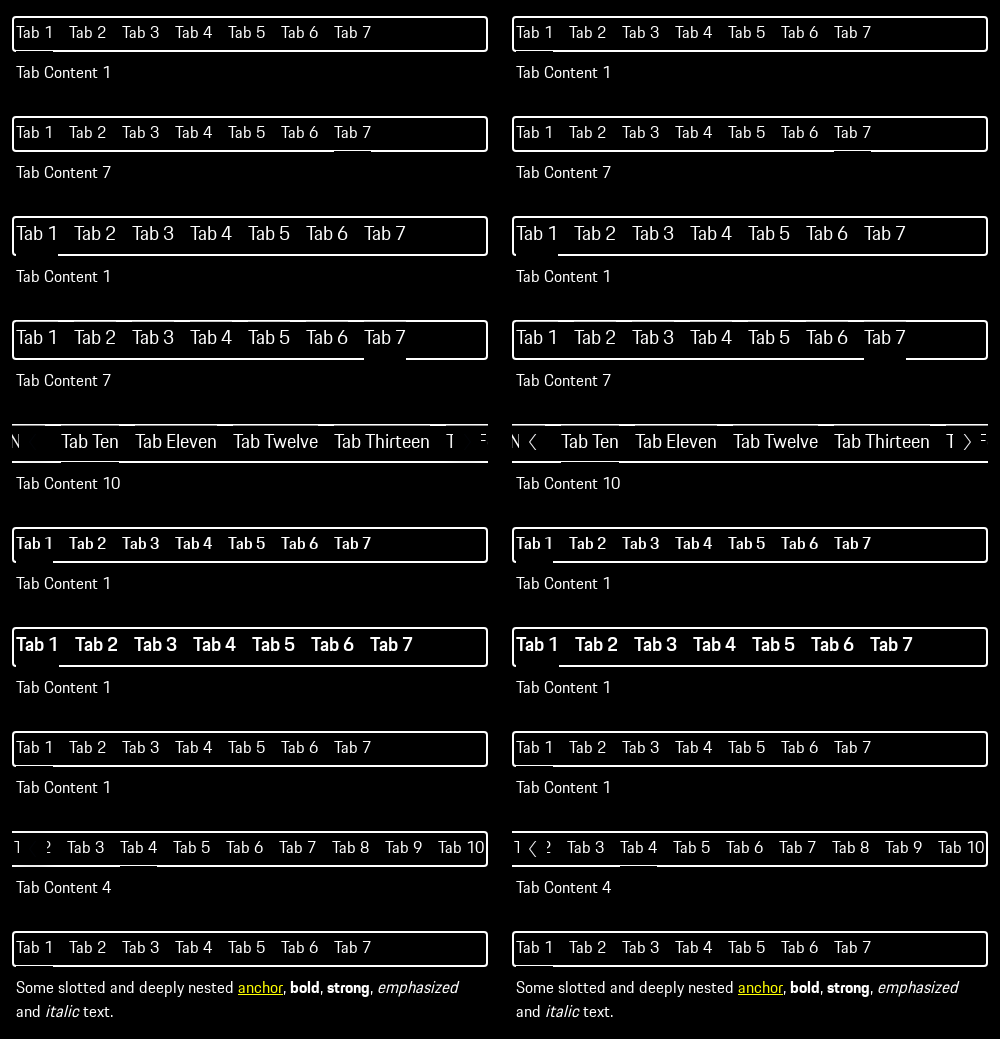 Tab 1 Tab 2 Tab 3 Tab 4 Tab 5 Tab 6 Tab 7 Tab 1 Tab 2 Tab 3 Tab 4 Tab 5 Tab 6 Tab 7
Tab Content 1 Tab Content 1
Tab 1 Tab 2 Tab 3 Tab 4 Tab 5 Tab 6 Tab 7 Tab 1 Tab 2 Tab 3 Tab 4 Tab 5 Tab 6 Tab 7
Tab Content 7 Tab Content 7
Tab 1 Tab 2 Tab 3 Tab 4 Tab 5 Tab 6 Tab 7 Tab 1 Tab 2 Tab 3 Tab 4 Tab 5 Tab 6 Tab 7
Tab Content 1 Tab Content 1
Tab 1 Tab 2 Tab 3 Tab 4 Tab 5 Tab 6 Tab 7 Tab 1 Tab 2 Tab 3 Tab 4 Tab 5 Tab 6 Tab 7
Tab Content 7 Tab Content 7
Tab Ten Tab Eleven Tab Twelve Tab Thirteen T Tab Ten Tab Eleven Tab Twelve Tab Thirteen T
Tab Content 10 Tab Content 10
Tab 1 Tab 2 Tab 3 Tab 4 Tab 5 Tab 6 Tab 7 Tab 1 Tab 2 Tab 3 Tab 4 Tab 5 Tab 6 Tab 7
Tab Content 1 Tab Content 1
Tab 1 Tab 2 Tab 3 Tab 4 Tab 5 Tab 6 Tab 7 Tab 1 Tab 2 Tab 3 Tab 4 Tab 5 Tab 6 Tab 7
Tab Content 1 Tab Content 1
Tab 1 Tab 2 Tab 3 Tab 4 Tab 5 Tab 6 Tab 7 Tab 1 Tab 2 Tab 3 Tab 4 Tab 5 Tab 6 Tab 7
Tab Content 1 Tab Content 1
T 2 Tab 3 Tab 4 Tab 5 Tab 6 Tab 7 Tab 8 Tab 9 Tab 10 T 2 Tab 3 Tab 4 Tab 5 Tab 6 Tab 7 Tab 8 Tab 9 Tab 10
Tab Content 4 Tab Content 4
Tab 1 Tab 2 Tab 3 Tab 4 Tab 5 Tab 6 Tab 7 Tab 1 Tab 2 Tab 3 Tab 4 Tab 5 Tab 6 Tab 7
Some slotted and deeply nested anchor, bold, strong, emphasized Some slotted and deeply nested anchor, bold, strong, emphasized
and italic text. and italic text.